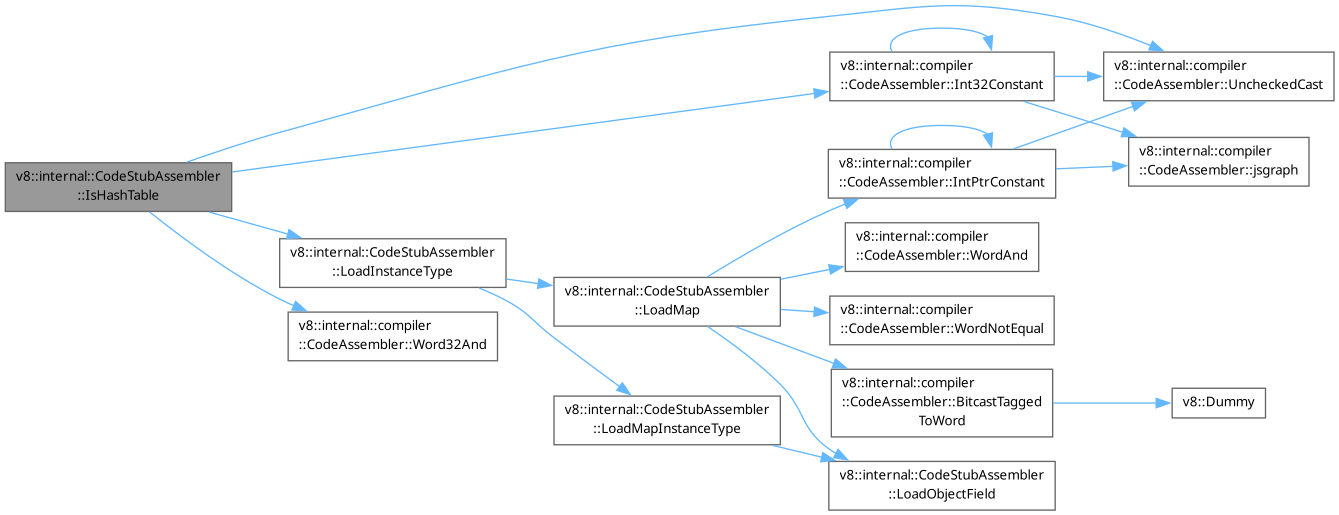 v8::internal::CodeStubAssembler
::IsHashTable
v8::internal::CodeStubAssembler
::LoadInstanceType
v8::internal::compiler
::CodeAssembler::Word32And
v8::internal::CodeStubAssembler
::LoadMap
v8::internal::CodeStubAssembler
::LoadMapInstanceType
v8::internal::compiler
::CodeAssembler::Int32Constant
v8::internal::compiler
::CodeAssembler::IntPtrConstant
v8::internal::compiler
::CodeAssembler::WordAnd
v8::internal::compiler
::CodeAssembler::WordNotEqual
v8::internal::compiler
::CodeAssembler::BitcastTagged
ToWord
v8::internal::CodeStubAssembler
::LoadObjectField
v8::internal::compiler
::CodeAssembler::UncheckedCast
v8::internal::compiler
::CodeAssembler::jsgraph
v8::Dummy